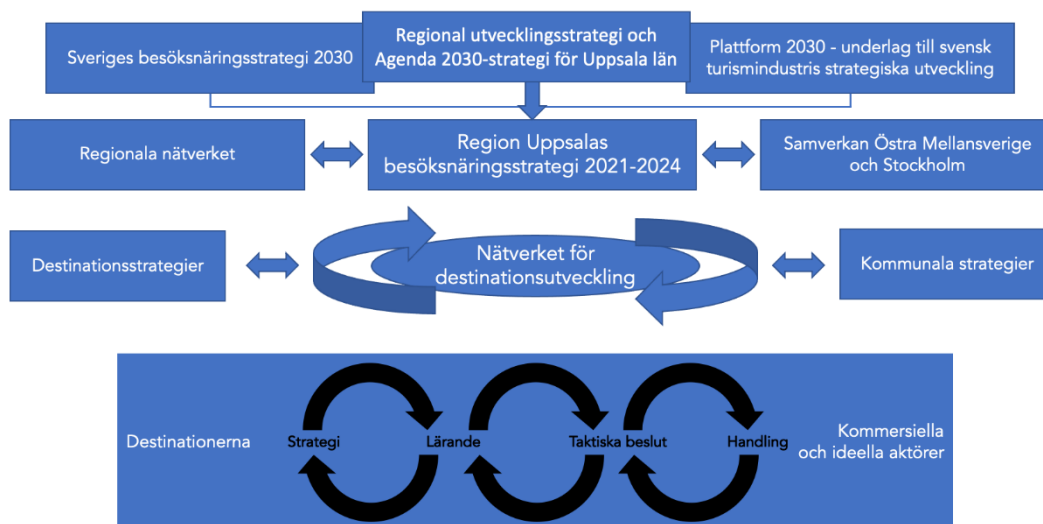 Sveriges besöksnäringsstrategi 2030
Regional utvecklingsstrategi och
Agenda 2030-strategi för Uppsala län
Plattform 2030 - underlag till svensk
turismindustris strategiska utveckling
Regionala nätverket
Region Uppsalas
besöksnäringsstrategi 2021-2024
Samverkan Östra Mellansverige
och Stockholm
Destinationsstrategier
Nätverket för
destinationsutveckling
Kommunala strategier
Destinationerna
Strategi
Lärande
Taktiska beslut
Handling
Kommersiella
och ideella aktörer